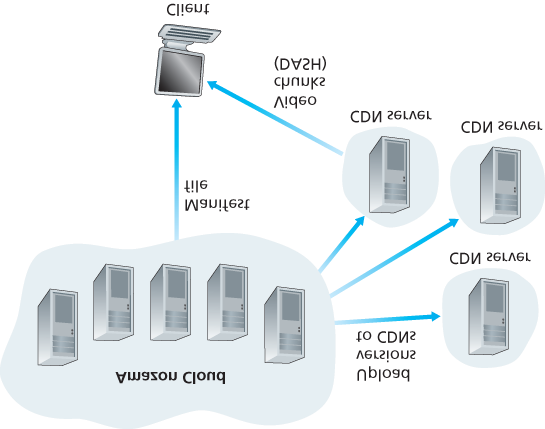 Client
Video
chunks
(DASH)
CDN server
CDN server
Manifest
file
CDN server
Upload
versions
to CDNs
Amazon Cloud